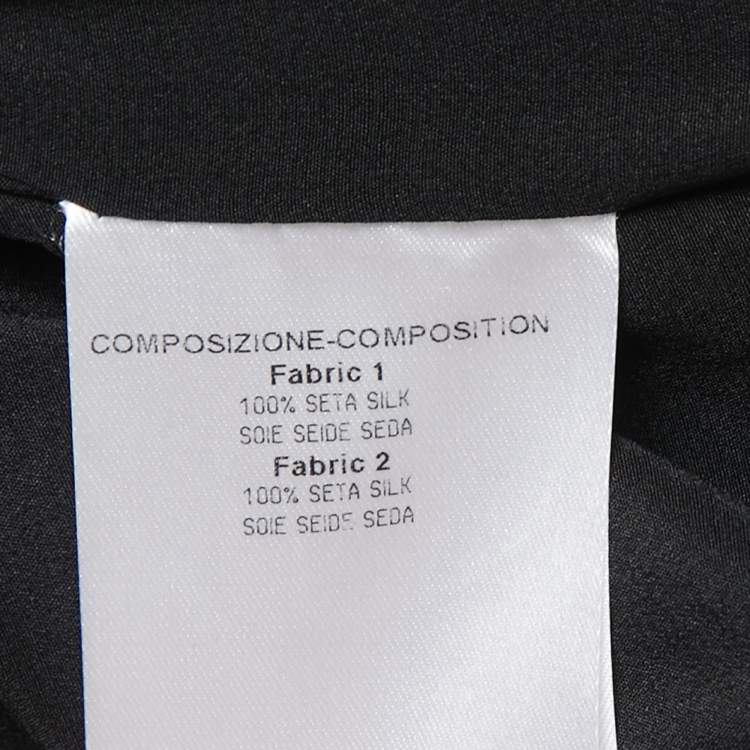 COMPOSIZIONE-COMPOSITION
Fabric 1
100% SETA SILK
SOIE SEIDE SEDA
Fabric 2
100% SETA SILK
SOIE SEIDE SEDA